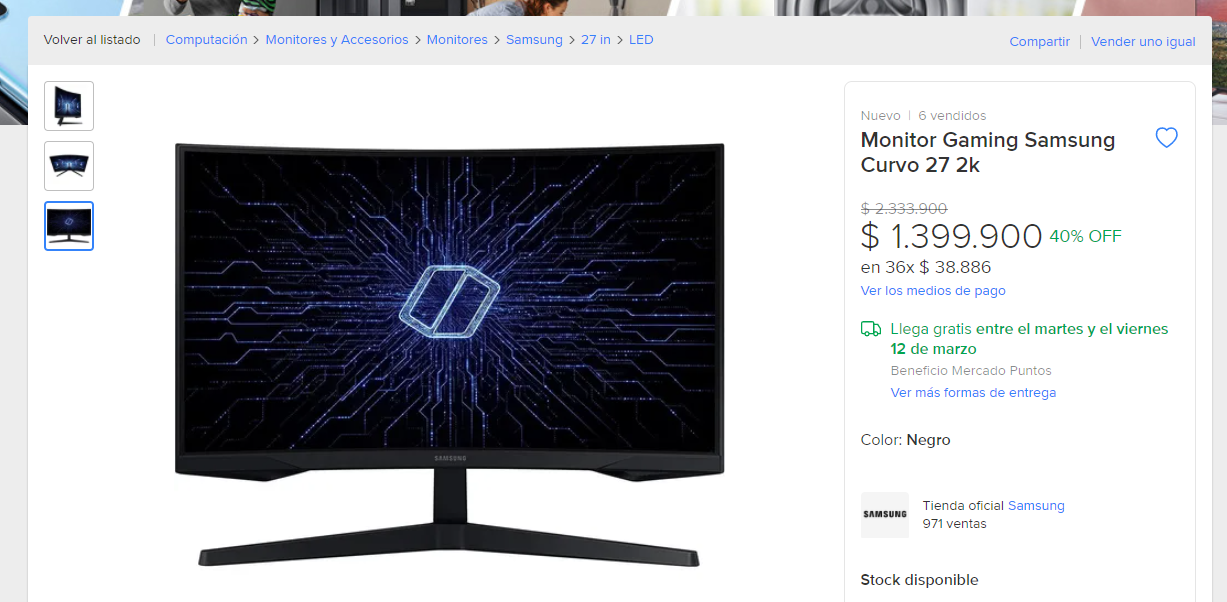 Volver al listado | Computación > Monitores y Accesorios > Monitores > Samsung > 27 in > LED
Compartir | Vender uno igual
Nuevo | 6 vendidos
Monitor Gaming Samsung
Curvo 27 2k
$ 2.333.900
$ 1.399.900 40% OFF
en 36x $ 38.886
Ver los medios de pago
Llega gratis entre el martes y el viernes
12 de marzo
Beneficio Mercado Puntos
Ver más formas de entrega
Color: Negro
SAMSUNG
SAMSUNG
Tienda oficial Samsung
971 ventas
Stock disponible